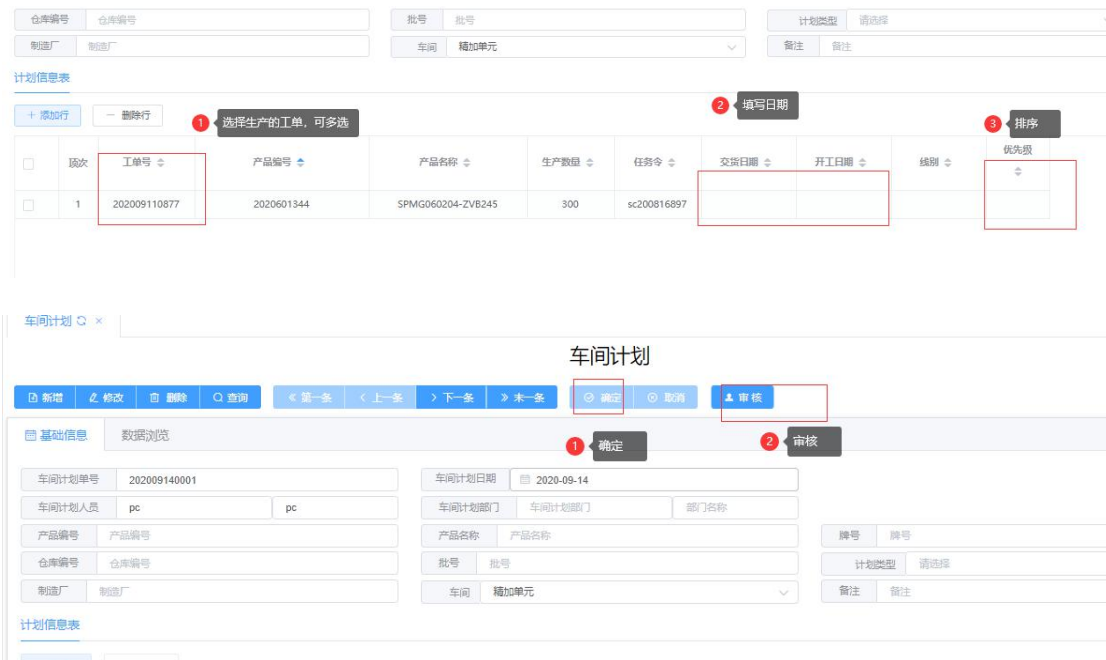 仓库编号 仓库编号 批号 批号 计划类型 请选择
制造厂 制造厂 车间 精加单元 备注 备注
计划信息表
+ 添加行 — 删除行 1 选择生产的工单，可多选 2 填写日期 3 排序
项次 工单号 产品编号 产品名称 生产数量 任务令 交货日期 开工日期 线别 优先级
1 202009110877 2020601344 SPMG060204-ZVB245 300 sc200816897
车间计划 ×
车间计划
新增 修改 删除 查询 第一条 上一条 下一条 末一条 确定 取消 审核
基础信息 数据浏览 1 确定 2 审核
车间计划单号 202009140001 车间计划日期 2020-09-14
车间计划人员 pc pc 车间计划部门 车间计划部门 部门名称
产品编号 产品编号 产品名称 产品名称 牌号 牌号
仓库编号 仓库编号 批号 批号 计划类型 请选择
制造厂 制造厂 车间 精加单元 备注 备注
计划信息表